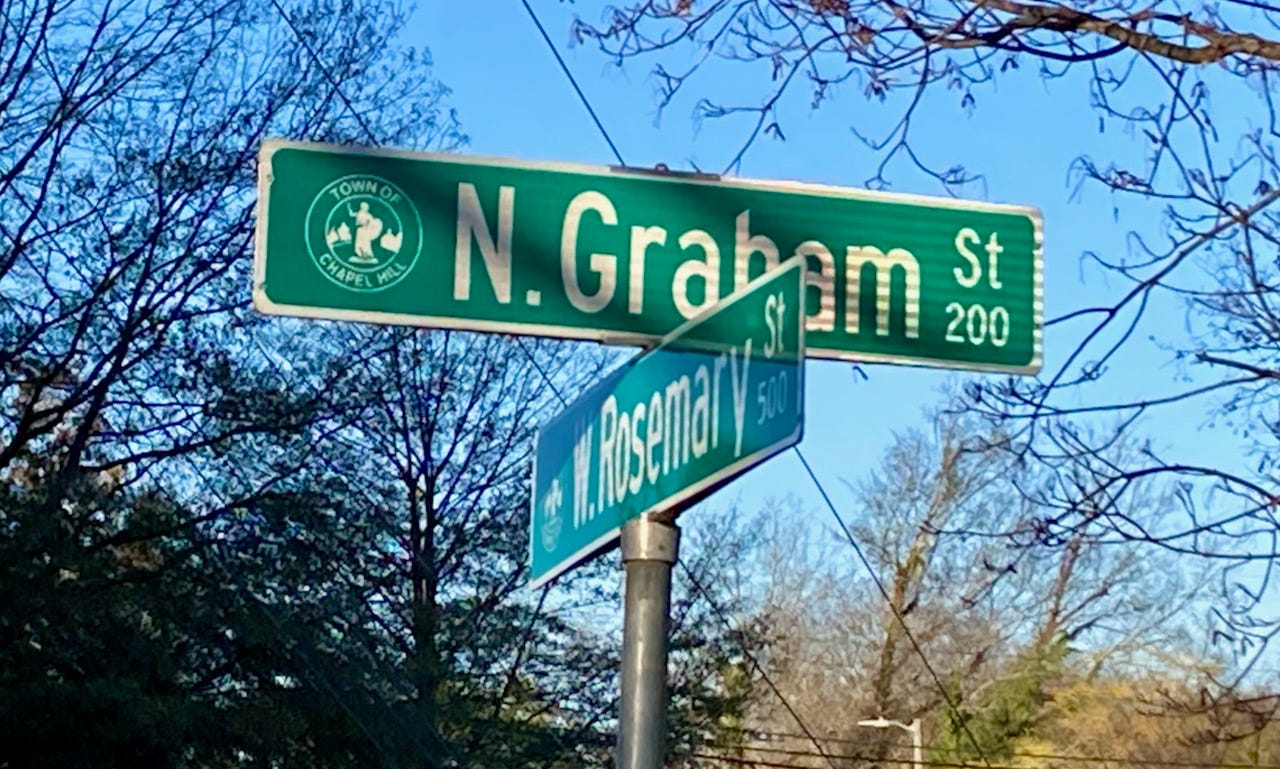 TOWN OF
CHAPEL HILL
N. Graham St
200
W. Rosemary St
500